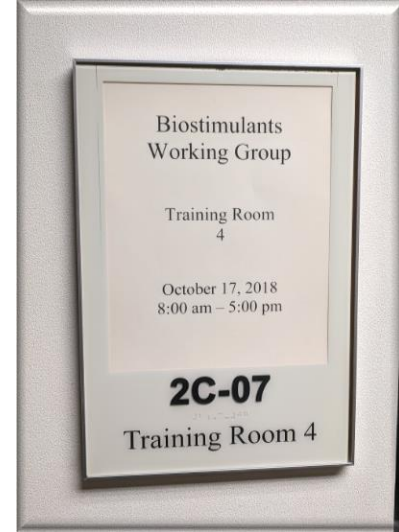 Biostimulants
Working Group
Training Room
4
October 17, 2018
8:00 am – 5:00 pm
2C-07
Training Room 4